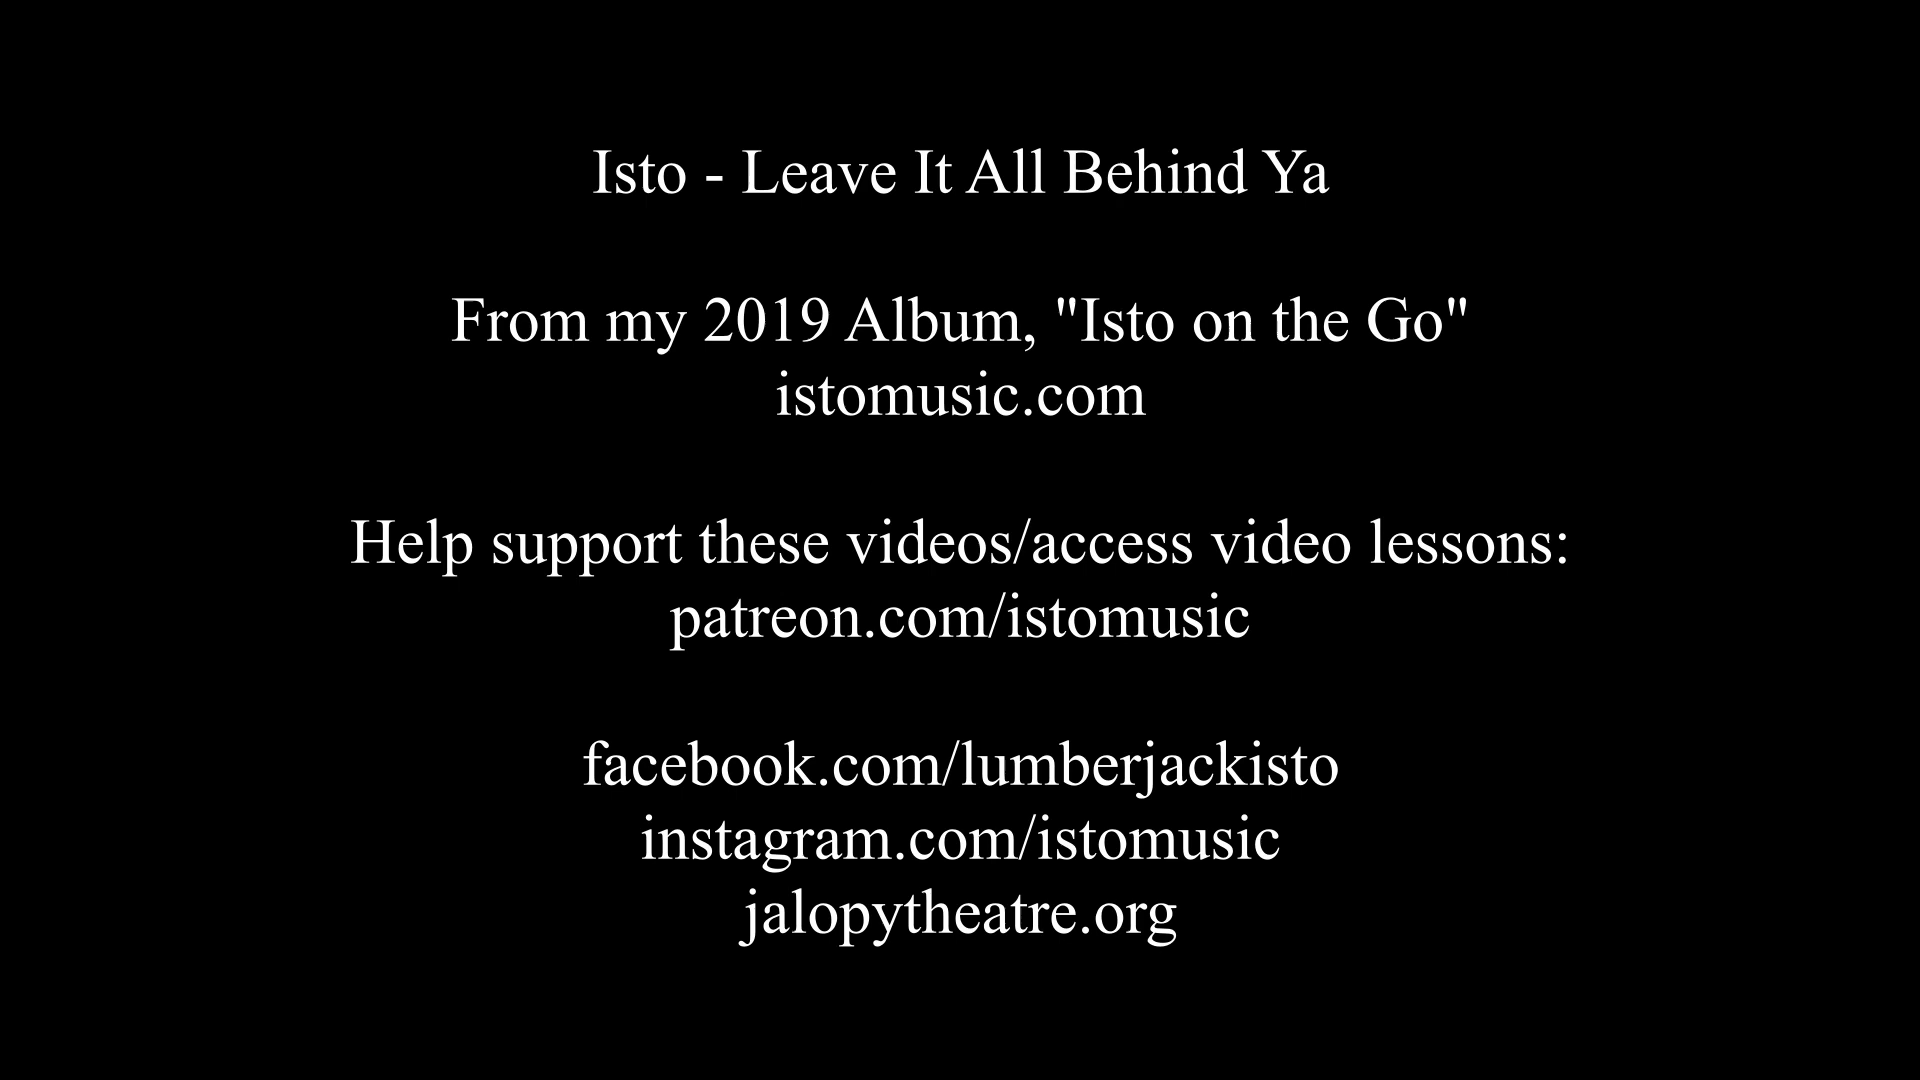 Isto - Leave It All Behind Ya
From my 2019 Album, "Isto on the Go"
istomusic.com
Help support these videos/access video lessons:
patreon.com/istomusic
facebook.com/lumberjackisto
instagram.com/istomusic
jalopytheatre.org